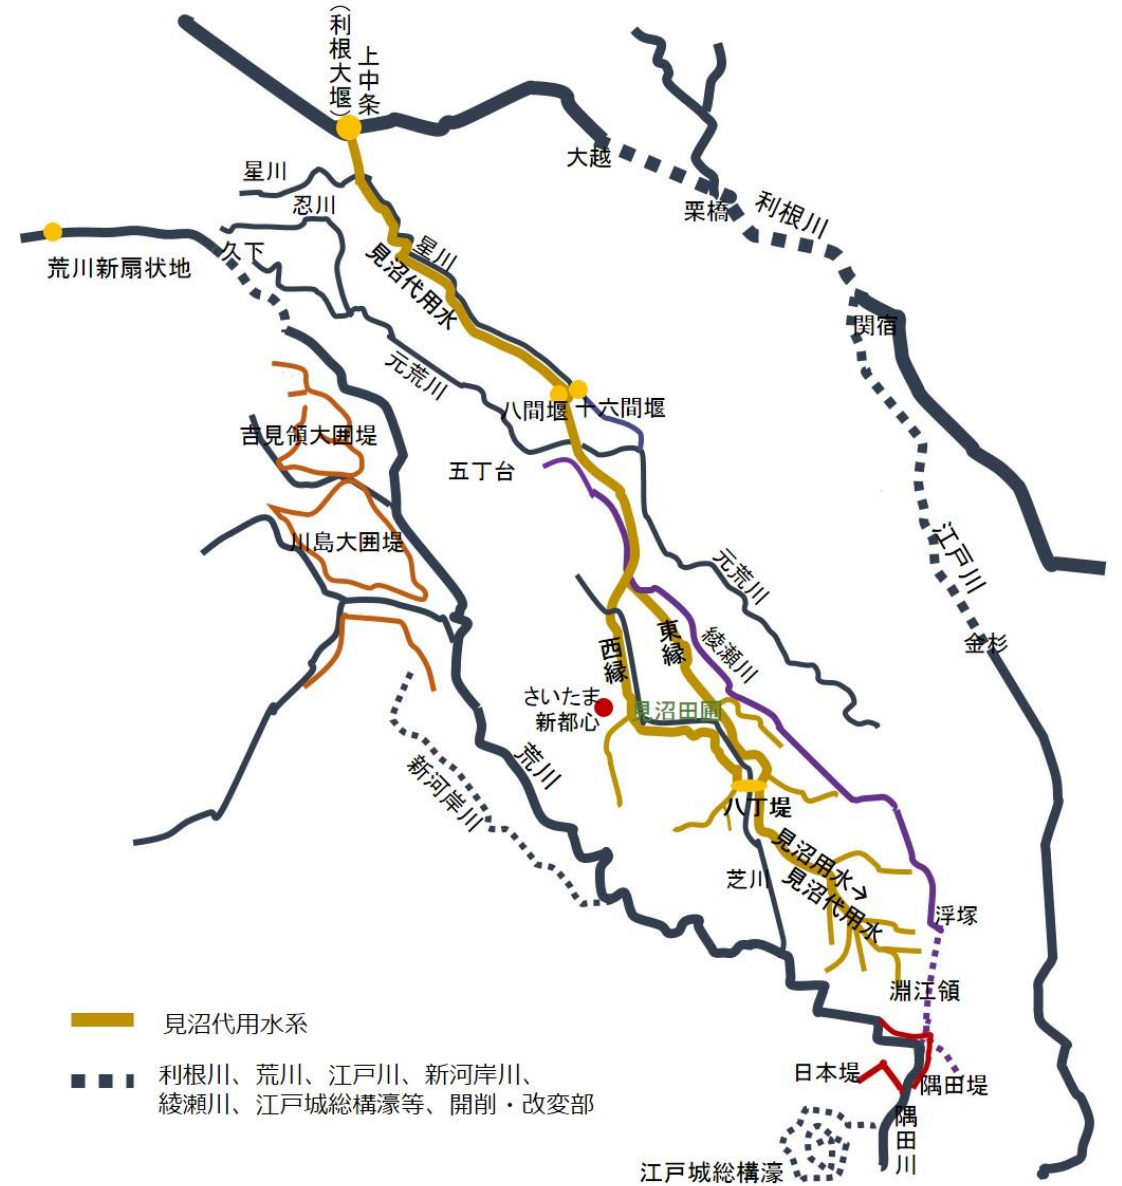 （利根大堰）
上中条
星川
忍川
久下
荒川新扇状地
大越
栗橋
利根川
関宿
星川
見沼代用水
元荒川
八間堰
十六間堰
吉見領大囲堤
五丁台
川島大囲堤
江戸川
金杉
元荒川
綾瀬川
東縁
西縁
さいたま
新都心
見沼田圃
荒川
新河岸川
八丁堤
見沼用水→
見沼代用水
芝川
浮塚
淵江領
日本堤
隅田堤
隅田川
江戸城総構濠
見沼代用水系
利根川、荒川、江戸川、新河岸川、
綾瀬川、江戸城総構濠等、開削・改変部